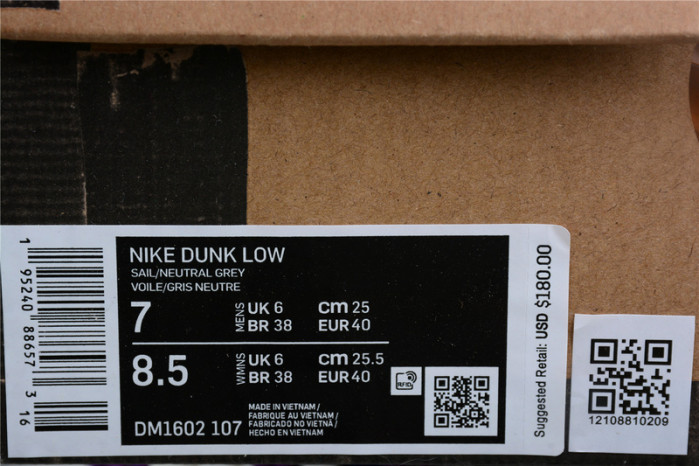 1 95240 88657 3 16
NIKE DUNK LOW
SAIL/NEUTRAL GREY
VOILE/GRIS NEUTRE
7 MENS UK 6 cm 25
BR 38 EUR 40
8.5 WMNS UK 6 cm 25.5
BR 38 EUR 40
RFID
DM1602 107
MADE IN VIETNAM /
FABRIQUE AU VIETNAM /
FABRICADO NO VIETNÃ /
HECHO EN VIETNAM
Suggested Retail: USD $180.00
12108810209